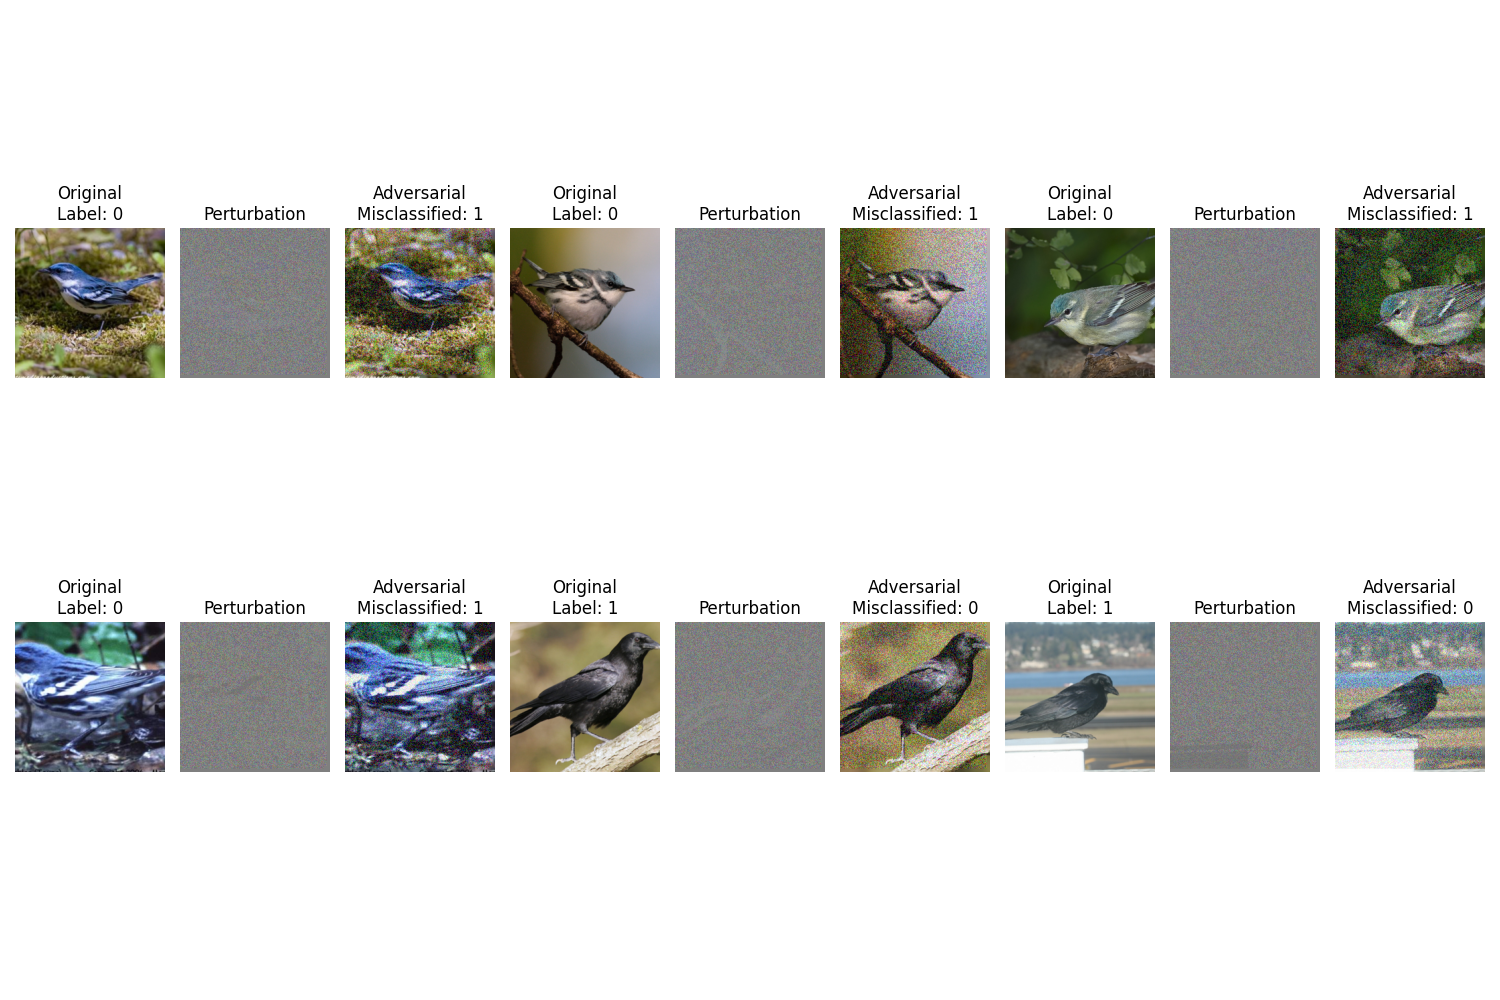 Original
Label: 0
Perturbation
Adversarial
Misclassified: 1
Original
Label: 0
Perturbation
Adversarial
Misclassified: 1
Original
Label: 0
Perturbation
Adversarial
Misclassified: 1
Original
Label: 0
Perturbation
Adversarial
Misclassified: 1
Original
Label: 1
Perturbation
Adversarial
Misclassified: 0
Original
Label: 1
Perturbation
Adversarial
Misclassified: 0